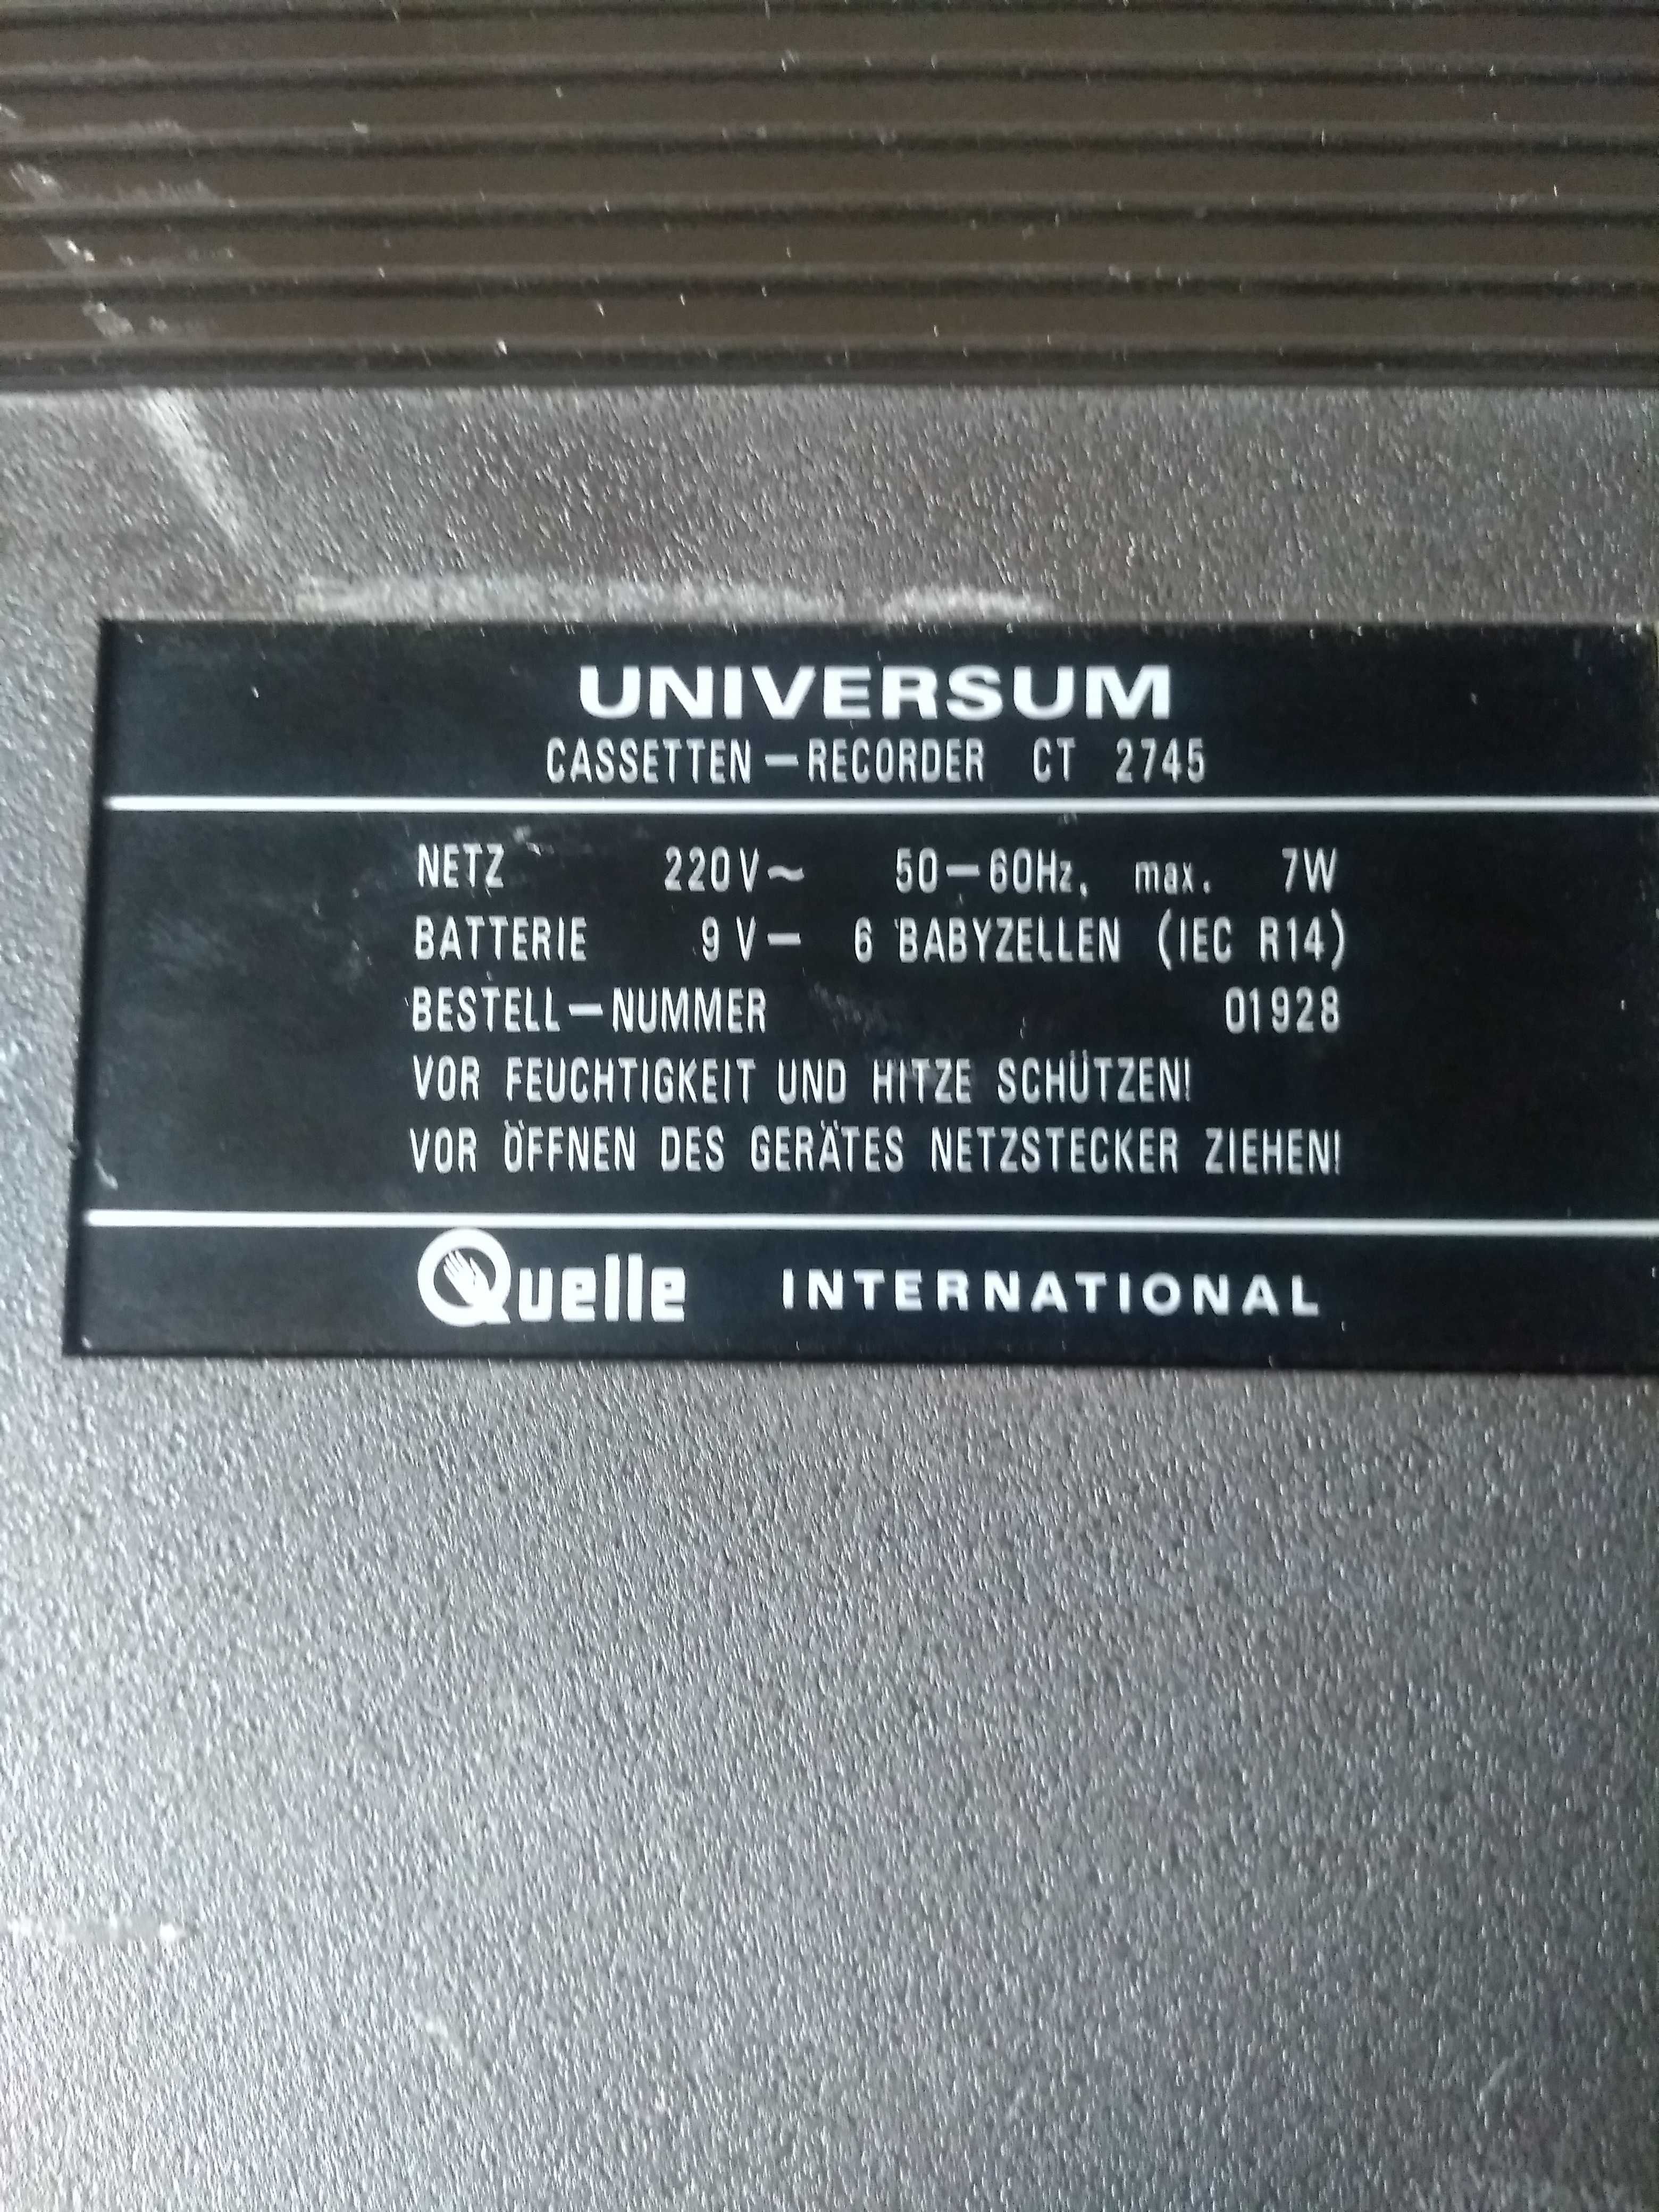 UNIVERSUM
CASSETTEN-RECORDER CT 2745
NETZ 220V~ 50-60Hz, max. 7W
BATTERIE 9V- 6 BABYZELLEN (IEC R14)
BESTELL-NUMMER 01928
VOR FEUCHTIGKEIT UND HITZE SCHÜTZEN!
VOR ÖFFNEN DES GERÄTES NETZSTECKER ZIEHEN!
Quelle INTERNATIONAL